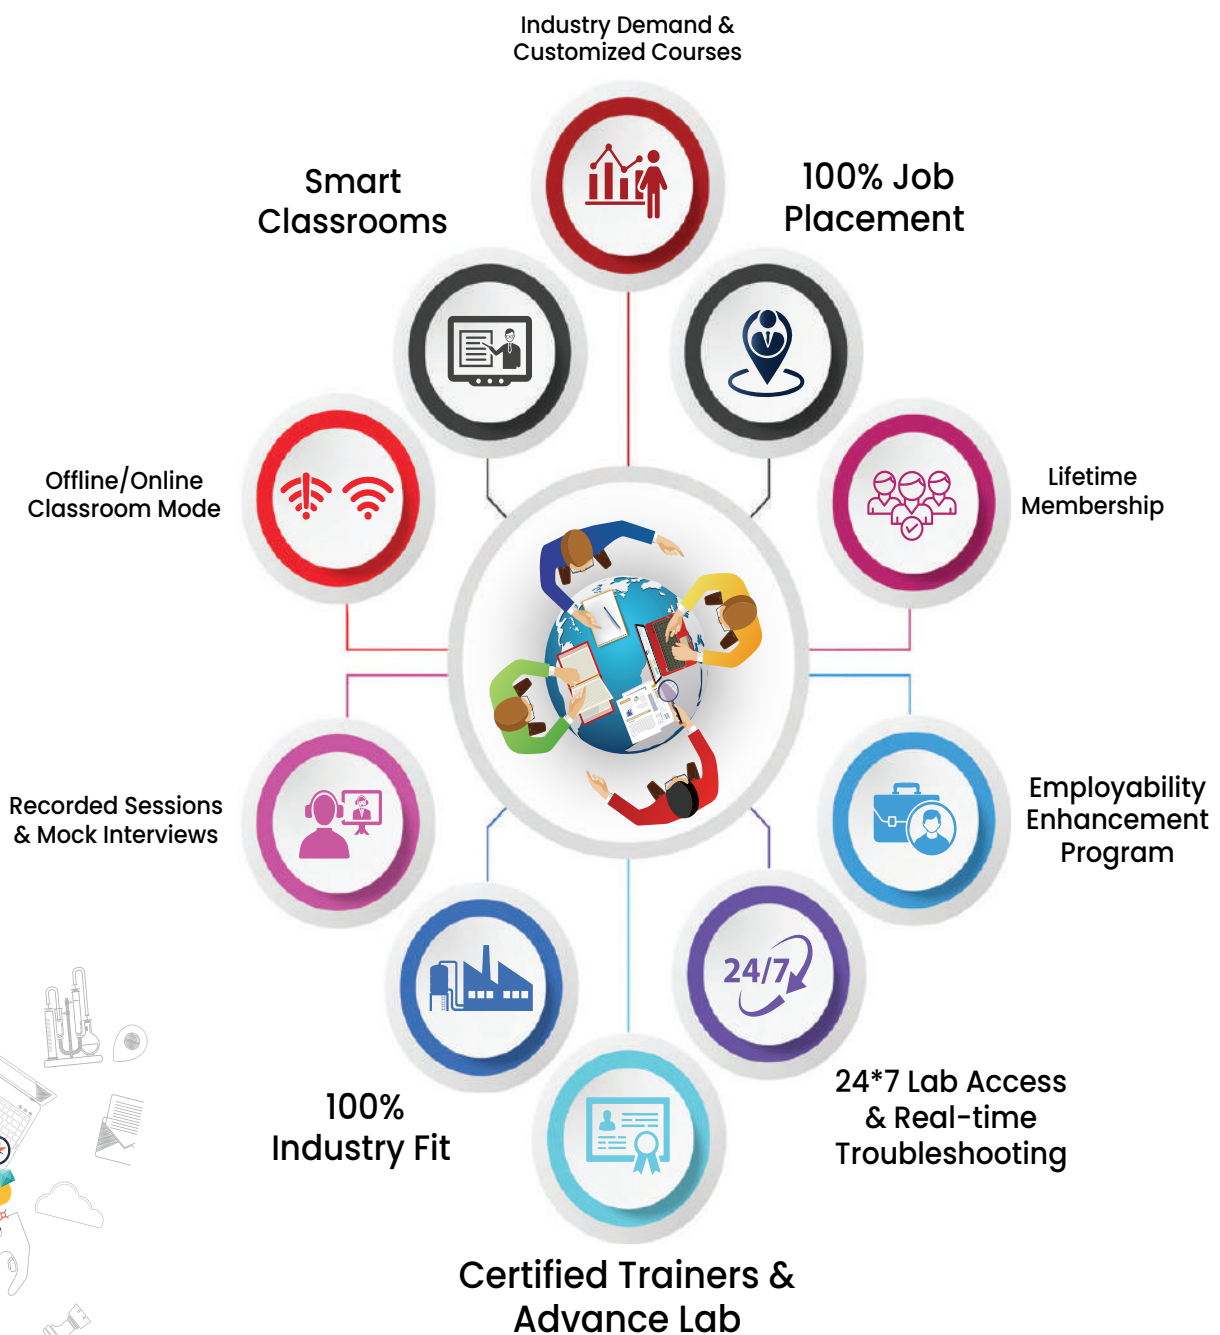 Industry Demand &
Customized Courses
Smart
Classrooms
100% Job
Placement
Offline/Online
Classroom Mode
Lifetime
Membership
Recorded Sessions
& Mock Interviews
Employability
Enhancement
Program
24/7
100%
Industry Fit
24*7 Lab Access
& Real-time
Troubleshooting
Certified Trainers &
Advance Lab